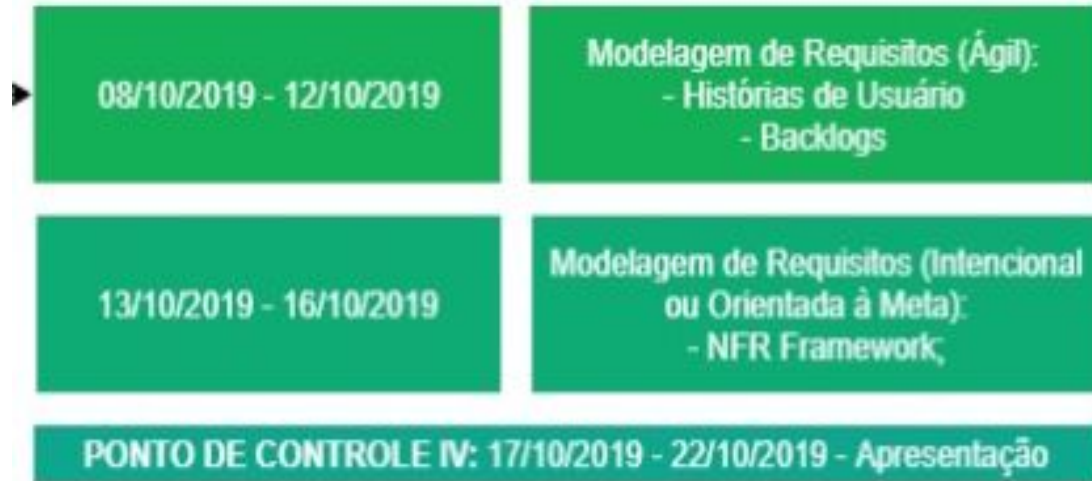 08/10/2019 - 12/10/2019
Modelagem de Requisitos (Ágil):
- Histórias de Usuário
- Backlogs
13/10/2019 - 16/10/2019
Modelagem de Requisitos (Intencional
ou Orientada à Meta):
- NFR Framework;
PONTO DE CONTROLE IV: 17/10/2019 - 22/10/2019 - Apresentação